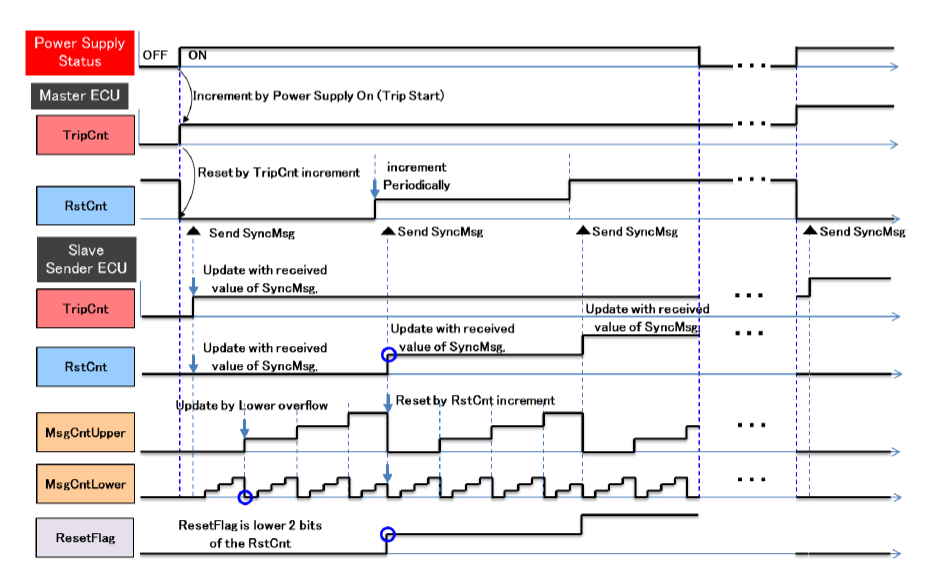 Power Supply
Status
OFF
ON
Master ECU
Increment by Power Supply On (Trip Start)
TripCnt
Reset by TripCnt increment
increment
Periodically
RstCnt
Send SyncMsg
Send SyncMsg
Send SyncMsg
Send SyncMsg
Slave
Sender ECU
Update with received
value of SyncMsg.
TripCnt
Update with received
value of SyncMsg.
Update with received
value of SyncMsg.
RstCnt
Update with received
value of SyncMsg.
Update by Lower overflow
Reset by RstCnt increment
MsgCntUpper
MsgCntLower
ResetFlag
ResetFlag is lower 2 bits
of the RstCnt